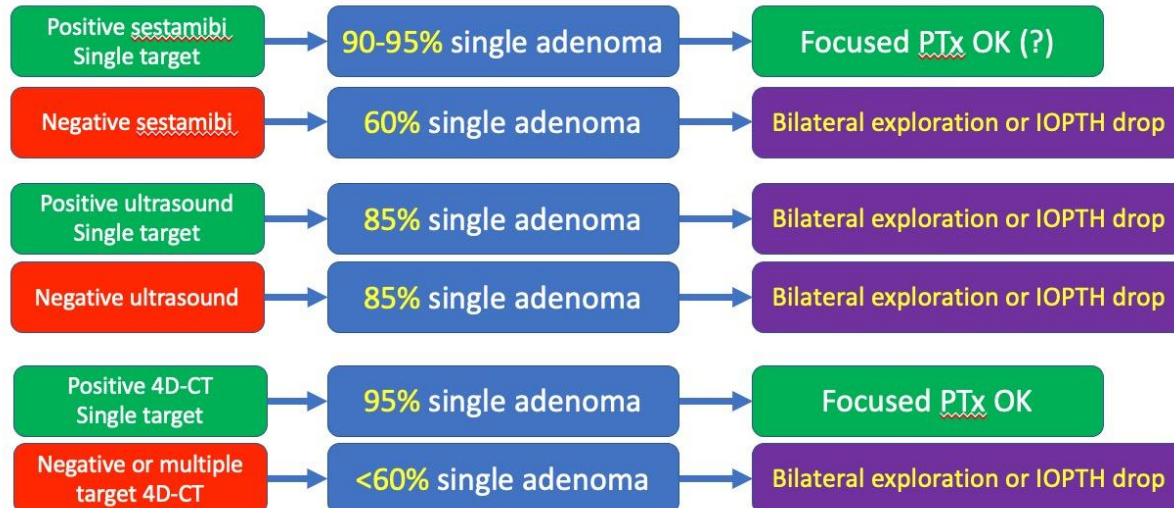 Positive sestamibi
Single target
90-95% single adenoma
Focused PTx OK (?)
Negative sestamibi
60% single adenoma
Bilateral exploration or IOPTH drop
Positive ultrasound
Single target
85% single adenoma
Bilateral exploration or IOPTH drop
Negative ultrasound
85% single adenoma
Bilateral exploration or IOPTH drop
Positive 4D-CT
Single target
95% single adenoma
Focused PTx OK
Negative or multiple
target 4D-CT
<60% single adenoma
Bilateral exploration or IOPTH drop